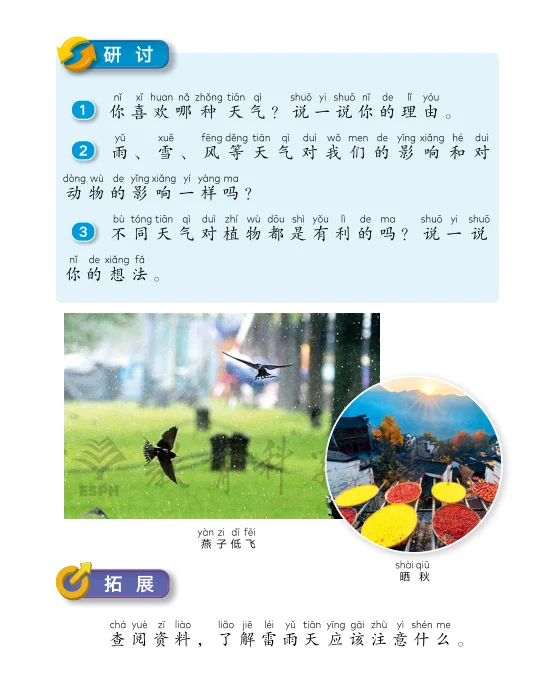 研讨
nǐ xǐ huan nǎ zhǒng tiān qì shuō yi shuō nǐ de lǐ yóu
1 你喜欢哪种天气？说一说你的理由。
yǔ xuě fēng děng tiān qì duì wǒ men de yǐng xiǎng hé duì
2 雨、雪、风等天气对我们的影响和对
dòng wù de yǐng xiǎng yí yàng ma
动物的影响一样吗？
bù tóng tiān qì duì zhí wù dōu shì yǒu lì de ma shuō yi shuō
3 不同天气对植物都是有利的吗？说一说
nǐ de xiǎng fǎ
你的想法。
ESPH 教育科学
yàn zi dī fēi
燕子低飞
shài qiū
晒秋
拓展
chá yuè zī liào liǎo jiě léi yǔ tiān yīng gāi zhù yì shén me
查阅资料，了解雷雨天应该注意什么。